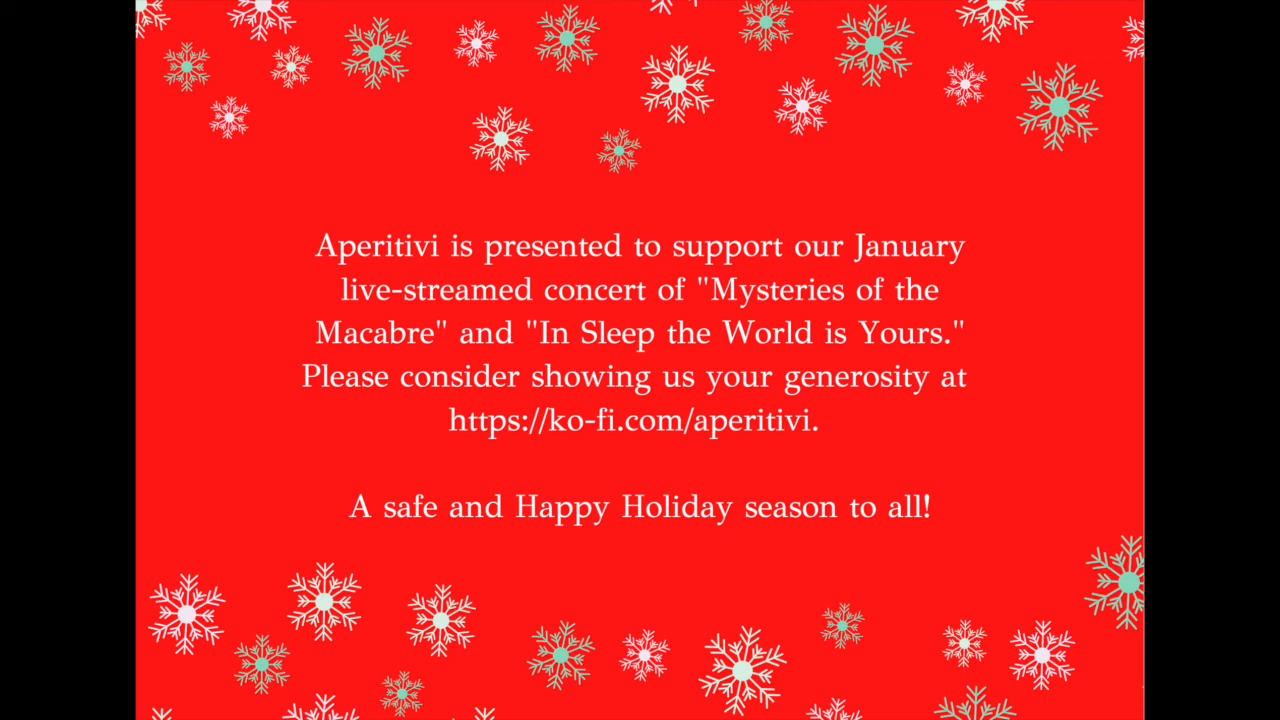 Aperitivi is presented to support our January
live-streamed concert of "Mysteries of the
Macabre" and "In Sleep the World is Yours."
Please consider showing us your generosity at
https://ko-fi.com/aperitivi.
A safe and Happy Holiday season to all!